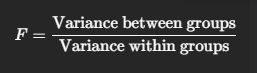 F = Variance between groups / Variance within groups